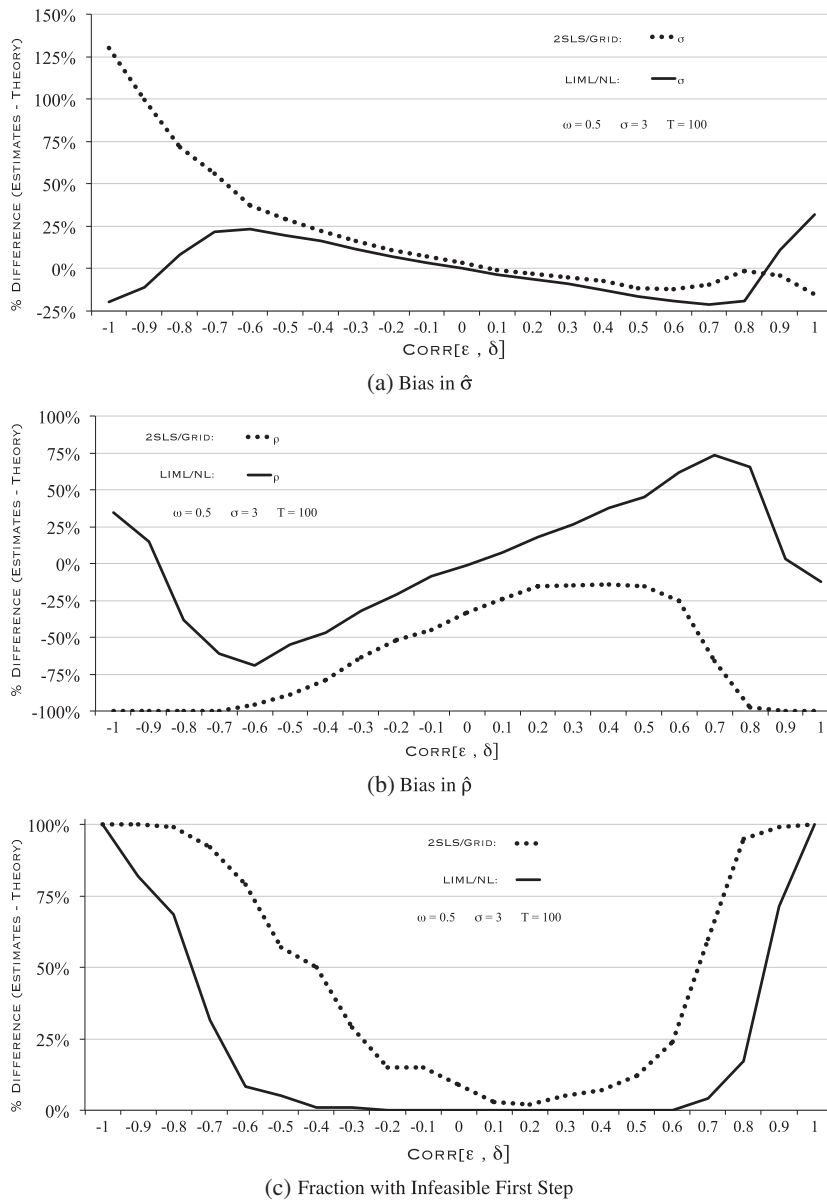 150%
125%
100%
75%
50%
25%
0%
-25%
% DIFFERENCE (ESTIMATES - THEORY)
2SLS/GRID: σ
LIML/NL: σ
ω = 0.5 σ = 3 T = 100
-1 -0.9 -0.8 -0.7 -0.6 -0.5 -0.4 -0.3 -0.2 -0.1 0 0.1 0.2 0.3 0.4 0.5 0.6 0.7 0.8 0.9 1
CORR[ε , δ]
(a) Bias in σ̂
100%
75%
50%
25%
0%
-25%
-50%
-75%
-100%
% DIFFERENCE (ESTIMATES - THEORY)
2SLS/GRID: ρ
LIML/NL: ρ
ω = 0.5 σ = 3 T = 100
-1 -0.9 -0.8 -0.7 -0.6 -0.5 -0.4 -0.3 -0.2 -0.1 0 0.1 0.2 0.3 0.4 0.5 0.6 0.7 0.8 0.9 1
CORR[ε , δ]
(b) Bias in ρ̂
100%
75%
50%
25%
0%
% DIFFERENCE (ESTIMATES - THEORY)
2SLS/GRID:
LIML/NL:
ω = 0.5 σ = 3 T = 100
-1 -0.9 -0.8 -0.7 -0.6 -0.5 -0.4 -0.3 -0.2 -0.1 0 0.1 0.2 0.3 0.4 0.5 0.6 0.7 0.8 0.9 1
CORR[ε , δ]
(c) Fraction with Infeasible First Step